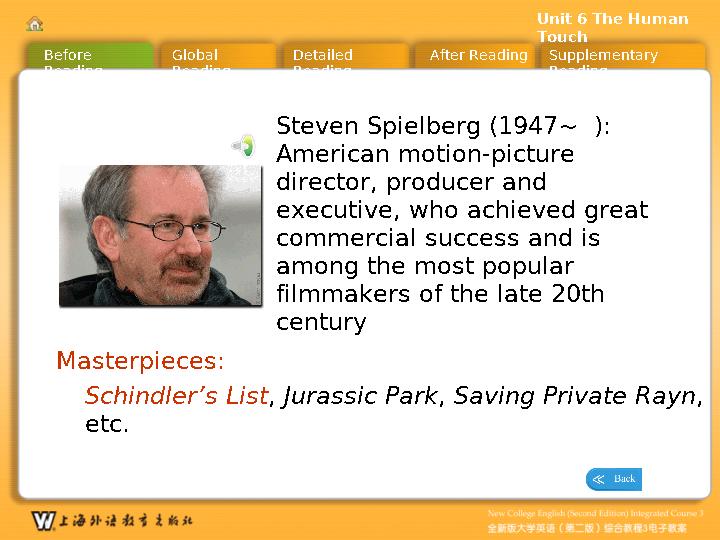 Unit 6 The Human
Touch
Before
Reading
Global
Reading
Detailed
Reading
After Reading
Supplementary
Reading
Steven Spielberg (1947~  ):
American motion-picture
director, producer and
executive, who achieved great
commercial success and is
among the most popular
filmmakers of the late 20th
century
Masterpieces:
Schindler’s List, Jurassic Park, Saving Private Rayn,
etc.
Back
上海外语教育出版社
New College English (Second Edition) Integrated Course 3
全新版大学英语（第二版）综合教程3电子教案